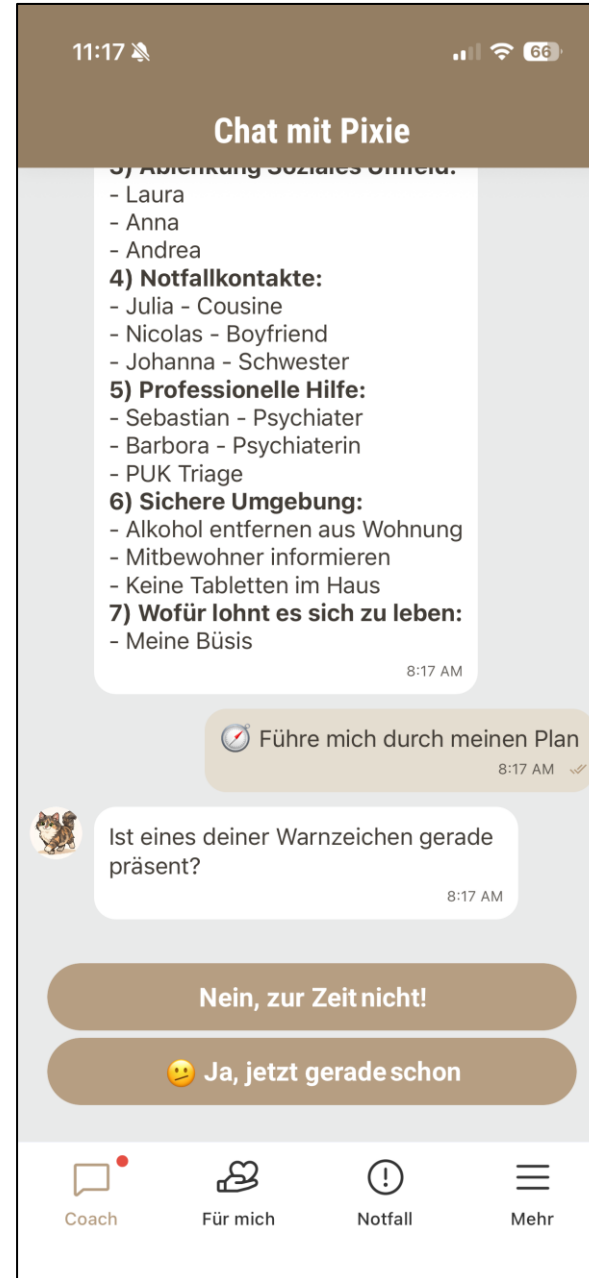 11:17
66
Chat mit Pixie
3) Ablenkung Soziales Umfeld:
- Laura
- Anna
- Andrea
4) Notfallkontakte:
- Julia - Cousine
- Nicolas - Boyfriend
- Johanna - Schwester
5) Professionelle Hilfe:
- Sebastian - Psychiater
- Barbora - Psychiaterin
- PUK Triage
6) Sichere Umgebung:
- Alkohol entfernen aus Wohnung
- Mitbewohner informieren
- Keine Tabletten im Haus
7) Wofür lohnt es sich zu leben:
- Meine Büsis
8:17 AM
🧭 Führe mich durch meinen Plan
8:17 AM
Ist eines deiner Warnzeichen gerade
präsent?
8:17 AM
Nein, zur Zeit nicht!
🫤 Ja, jetzt gerade schon
Coach
Für mich
Notfall
Mehr